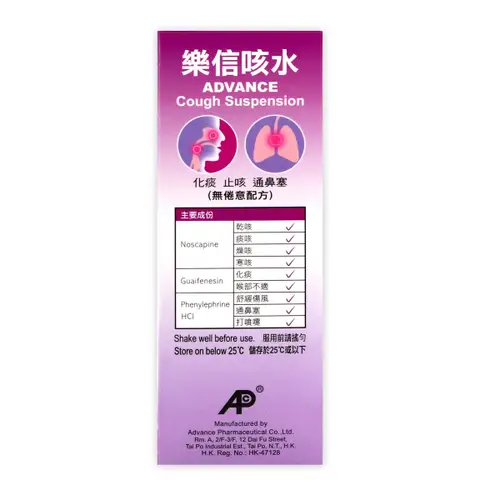 樂信咳水
ADVANCE
Cough Suspension
化痰 止咳 通鼻塞
(無倦意配方)
主要成份
Noscapine
乾咳 ✓
痰咳 ✓
燥咳 ✓
寒咳 ✓
Guaifenesin
化痰 ✓
喉部不適 ✓
Phenylephrine
HCl
舒緩傷風 ✓
通鼻塞 ✓
打噴嚏 ✓
Shake well before use. 服用前請搖勻
Store on below 25℃ 儲存於25℃或以下
AP®
Manufactured by
Advance Pharmaceutical Co.,Ltd.
Rm. A, 2/F-3/F, 12 Dai Fu Street,
Tai Po Industrial Est., Tai Po, N.T., H.K.
H.K. Reg. No.: HK-47128